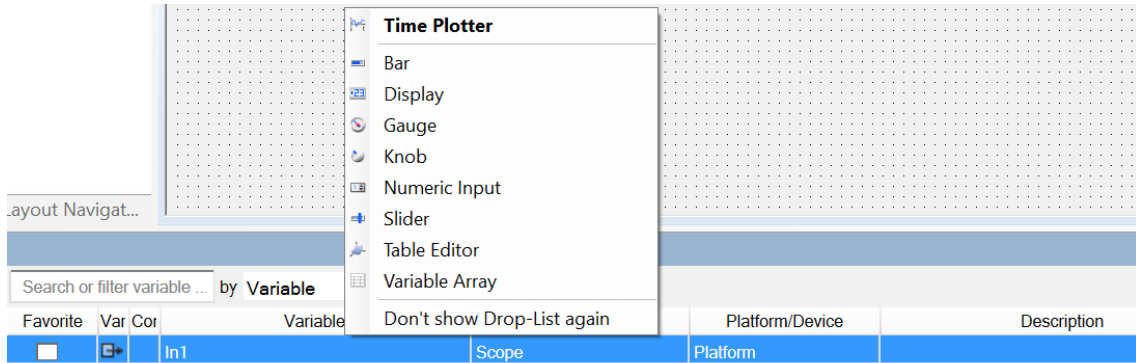 Time Plotter
Bar
Display
Gauge
Knob
Numeric Input
Slider
Table Editor
Variable Array
Don't show Drop-List again
Layout Navigat...
Search or filter variable ... by Variable
Favorite Var Cor Variable Platform/Device Description
In1 Scope Platform